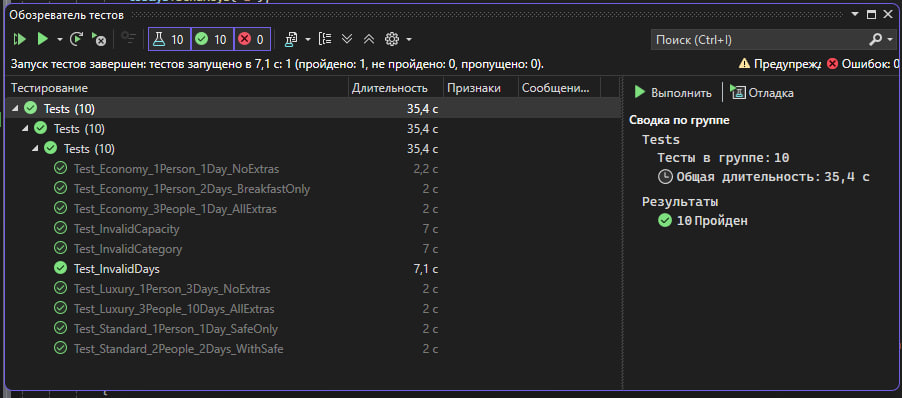 Обозреватель тестов
10 10 0
Поиск (Ctrl+I)
Запуск тестов завершен: тестов запущено в 7,1 с: 1 (пройдено: 1, не пройдено: 0, пропущено: 0).
Предупрежд Ошибок: 0
Тестирование Длительность Признаки Сообщени...
Tests (10) 35,4 с
Tests (10) 35,4 с
Tests (10) 35,4 с
Test_Economy_1Person_1Day_NoExtras 2,2 с
Test_Economy_1Person_2Days_BreakfastOnly 2 с
Test_Economy_3People_1Day_AllExtras 2 с
Test_InvalidCapacity 7 с
Test_InvalidCategory 7 с
Test_InvalidDays 7,1 с
Test_Luxury_1Person_3Days_NoExtras 2 с
Test_Luxury_3People_10Days_AllExtras 2 с
Test_Standard_1Person_1Day_SafeOnly 2 с
Test_Standard_2People_2Days_WithSafe 2 с
Выполнить Отладка
Сводка по группе
Tests
Тесты в группе: 10
Общая длительность: 35,4 с
Результаты
10 Пройден